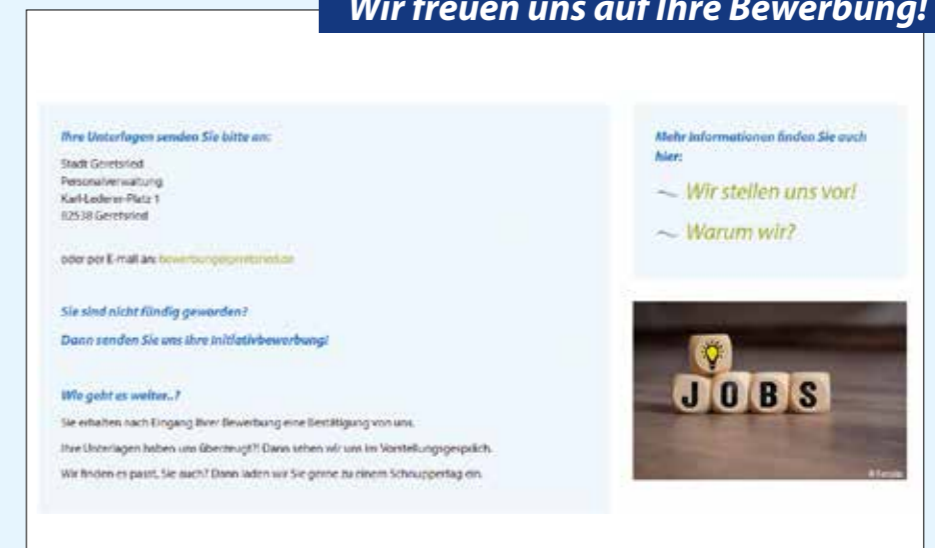 Wir freuen uns auf Ihre Bewerbung!
Ihre Unterlagen senden Sie bitte an:
Stadt Geretsried
Personalverwaltung
Karl-Lederer-Platz 1
82538 Geretsried
oder per E-mail an: bewerbung@geretsried.de
Sie sind nicht fündig geworden?
Dann senden Sie uns Ihre Initiativbewerbung!
Wie geht es weiter..?
Sie erhalten nach Eingang Ihrer Bewerbung eine Bestätigung von uns.
Ihre Unterlagen haben uns überzeugt?! Dann sehen wir uns im Vorstellungsgespräch.
Wir finden es passt, Sie auch? Dann laden wir Sie gerne zu einem Schnuppertag ein.
Mehr Informationen finden Sie auch
hier:
Wir stellen uns vor!
Warum wir?
JOBS